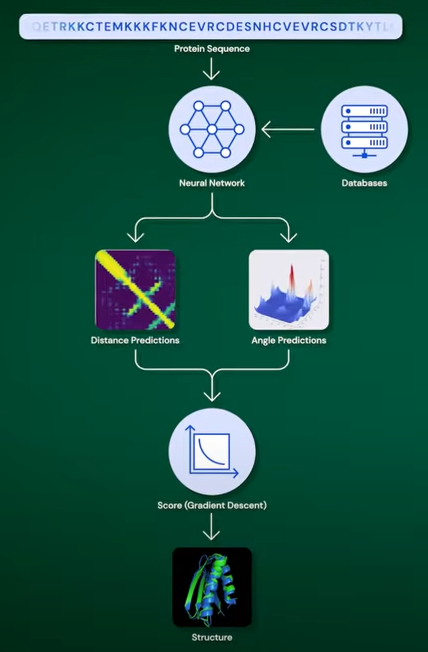 QETRKKCTEMKKKFKNCEVRCDESNHCVEVRCSDTKYTL
Protein Sequence
Neural Network
Databases
Distance Predictions
Angle Predictions
Score (Gradient Descent)
Structure